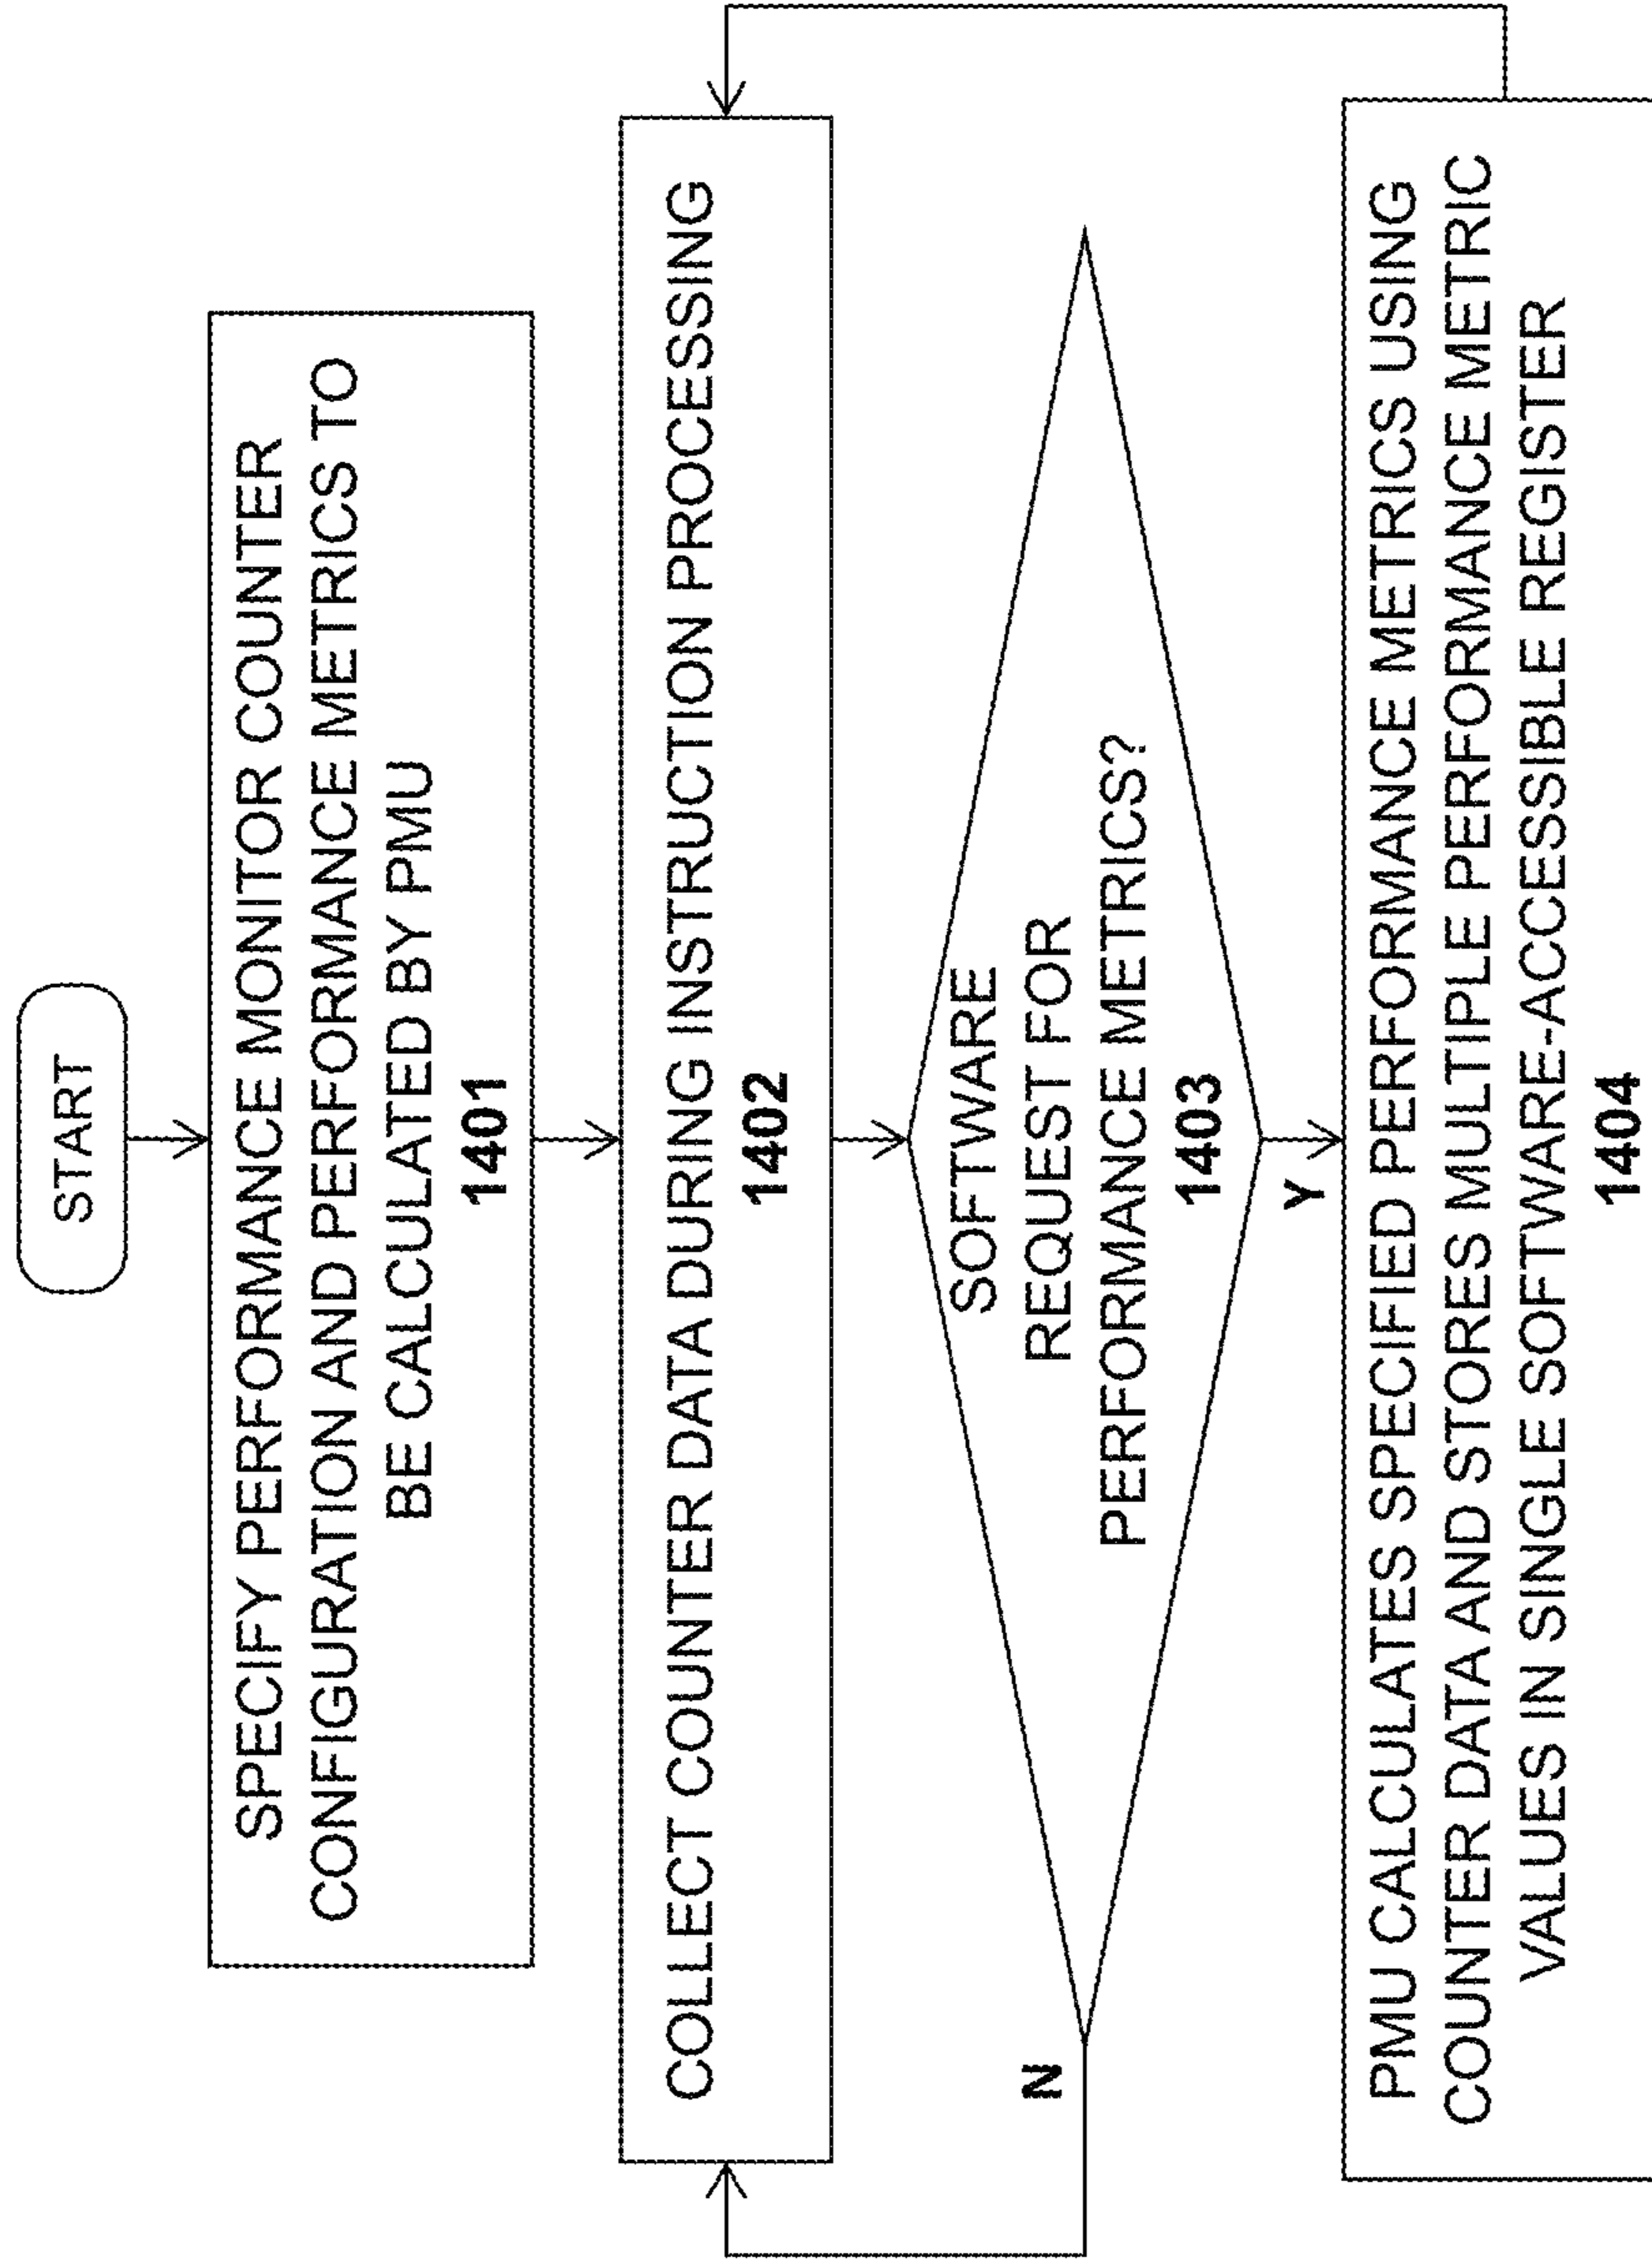 START
SPECIFY PERFORMANCE MONITOR COUNTER
CONFIGURATION AND PERFORMANCE METRICS TO
BE CALCULATED BY PMU
1401
COLLECT COUNTER DATA DURING INSTRUCTION PROCESSING
1402
SOFTWARE
REQUEST FOR
PERFORMANCE METRICS?
1403
N
Y
PMU CALCULATES SPECIFIED PERFORMANCE METRICS USING
COUNTER DATA AND STORES MULTIPLE PERFORMANCE METRIC
VALUES IN SINGLE SOFTWARE-ACCESSIBLE REGISTER
1404